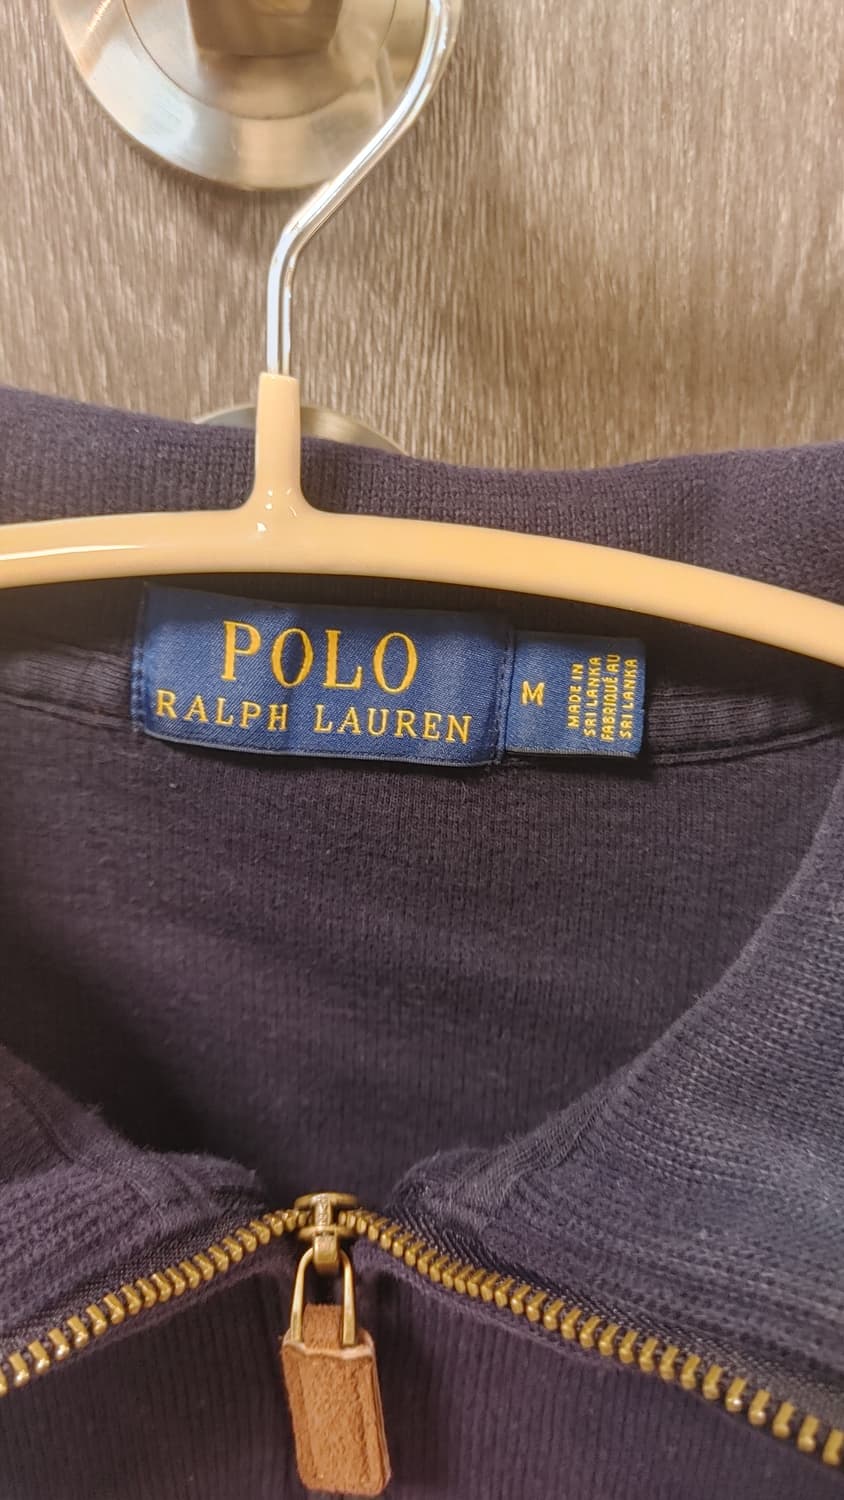 POLO
RALPH LAUREN
M
MADE IN
SRI LANKA
FABRIQUÉ AU
SRI LANKA